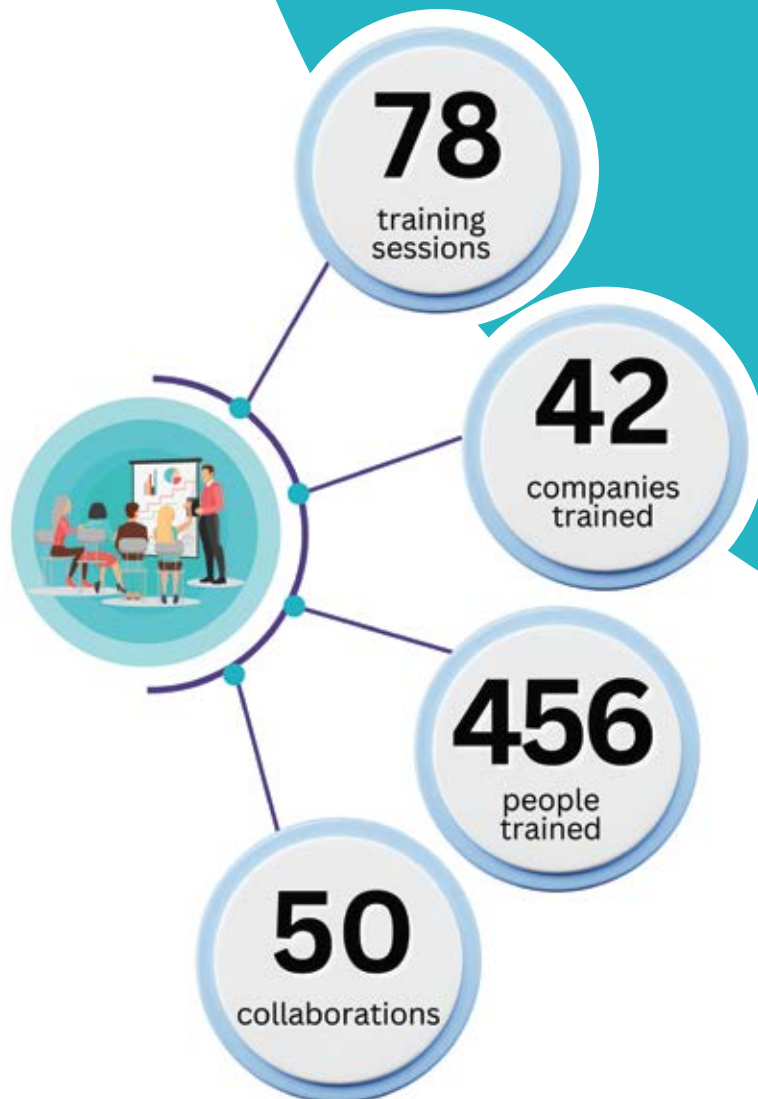 78
training
sessions
42
companies
trained
456
people
trained
50
collaborations